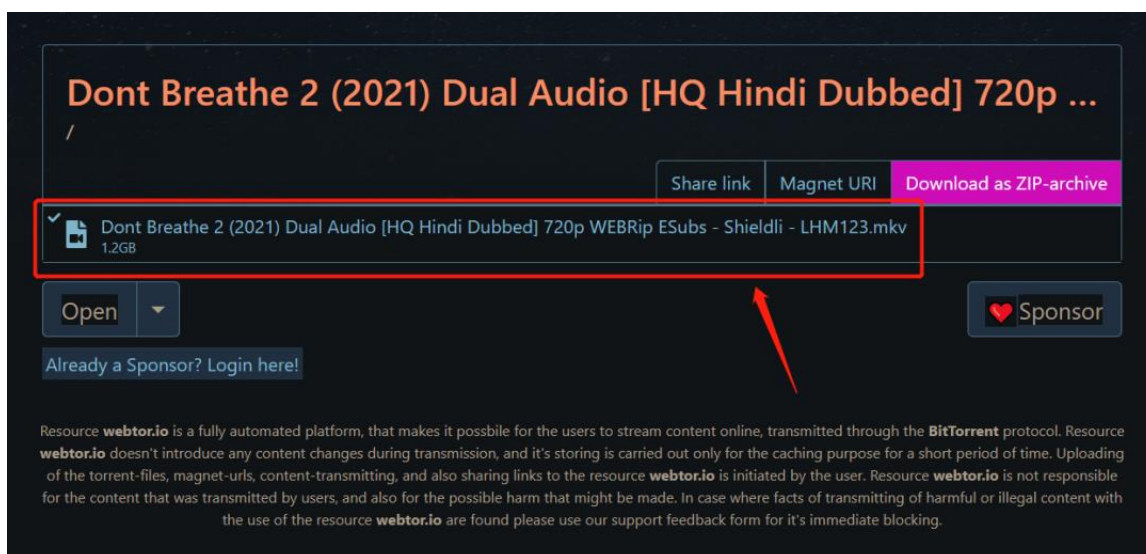 Dont Breathe 2 (2021) Dual Audio [HQ Hindi Dubbed] 720p ...
/
Share link Magnet URI Download as ZIP-archive
Dont Breathe 2 (2021) Dual Audio [HQ Hindi Dubbed] 720p WEBRip ESubs - Shieldli - LHM123.mkv
1.2GB
Open Sponsor
Already a Sponsor? Login here!
Resource webtor.io is a fully automated platform, that makes it possbile for the users to stream content online, transmitted through the BitTorrent protocol. Resource
webtor.io doesn't introduce any content changes during transmission, and it's storing is carried out only for the caching purpose for a short period of time. Uploading
of the torrent-files, magnet-urls, content-transmitting, and also sharing links to the resource webtor.io is initiated by the user. Resource webtor.io is not responsible
for the content that was transmitted by users, and also for the possible harm that might be made. In case where facts of transmitting of harmful or illegal content with
the use of the resource webtor.io are found please use our support feedback form for it's immediate blocking.